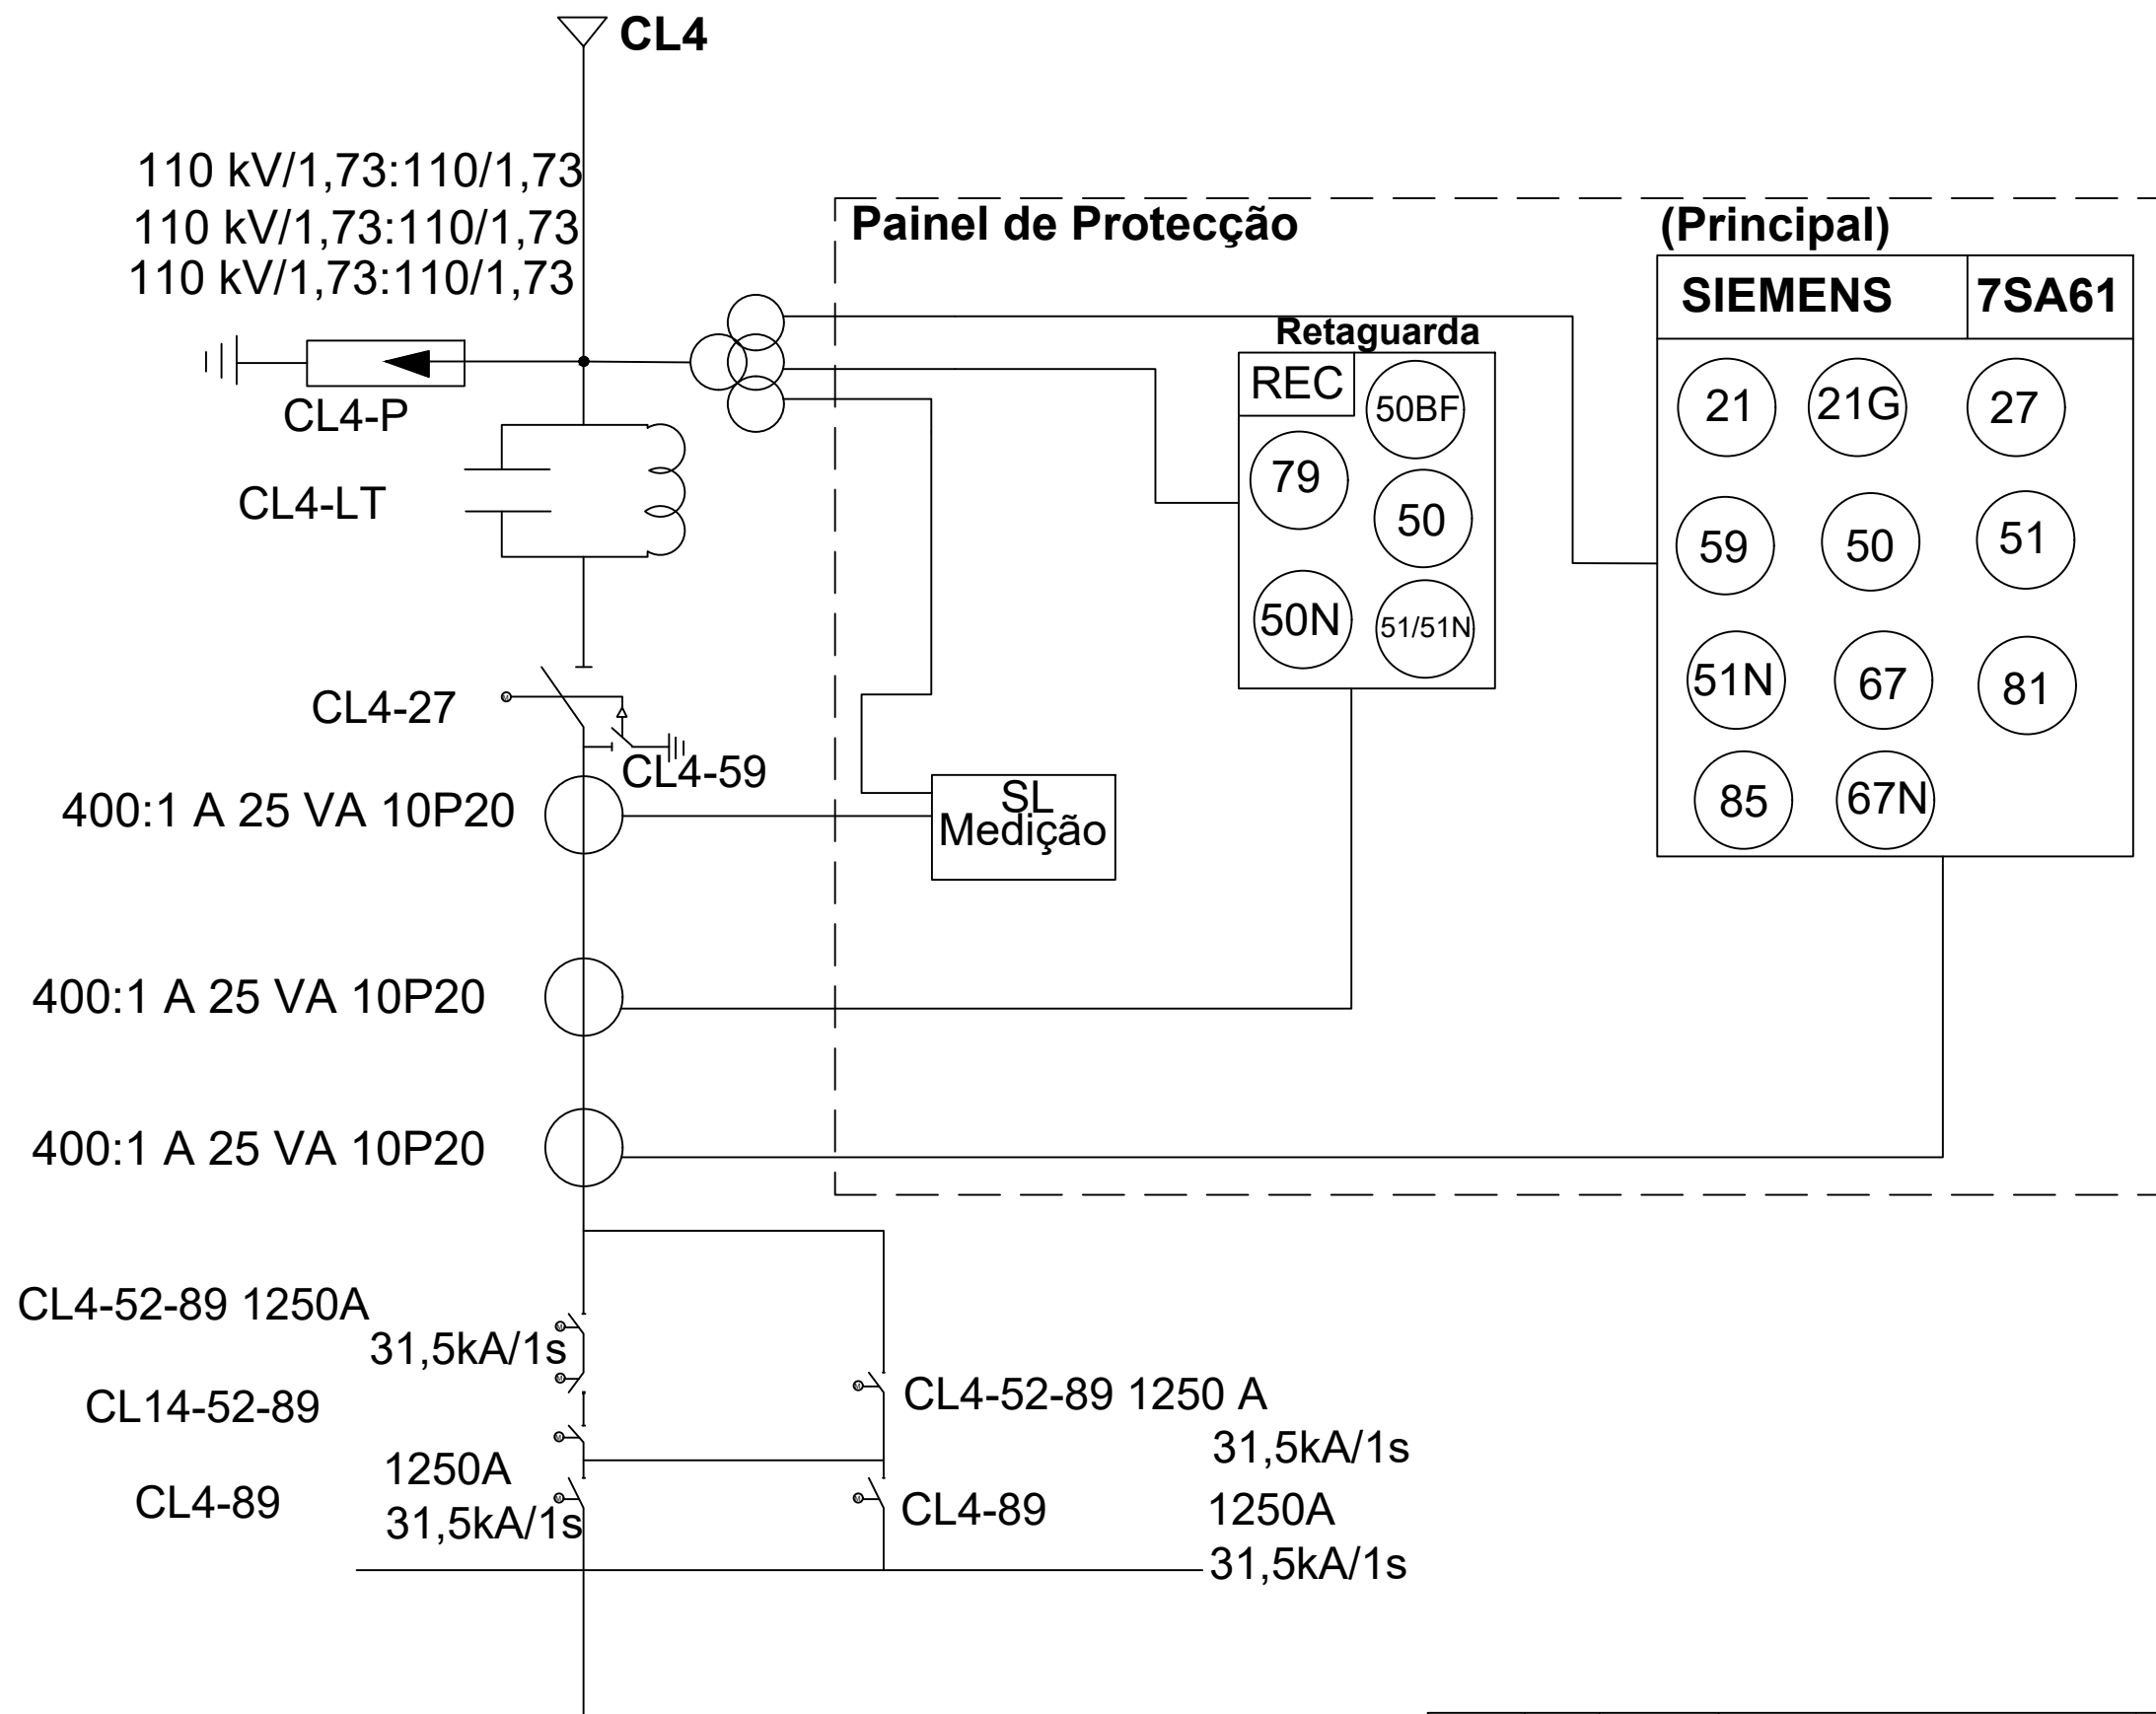 CL4
110 kV/1,73:110/1,73
110 kV/1,73:110/1,73
110 kV/1,73:110/1,73
Painel de Protecção
(Principal)
SIEMENS 7SA61
Retaguarda
REC
50BF
79
50
50N
51/51N
21 21G 27
59 50 51
51N 67 81
85 67N
CL4-P
CL4-LT
CL4-27
CL4-59
SL
Medição
400:1 A 25 VA 10P20
400:1 A 25 VA 10P20
400:1 A 25 VA 10P20
CL4-52-89 1250A
31,5kA/1s
CL14-52-89
CL4-52-89 1250 A
31,5kA/1s
1250A
CL4-89
31,5kA/1s
CL4-89
1250A
31,5kA/1s